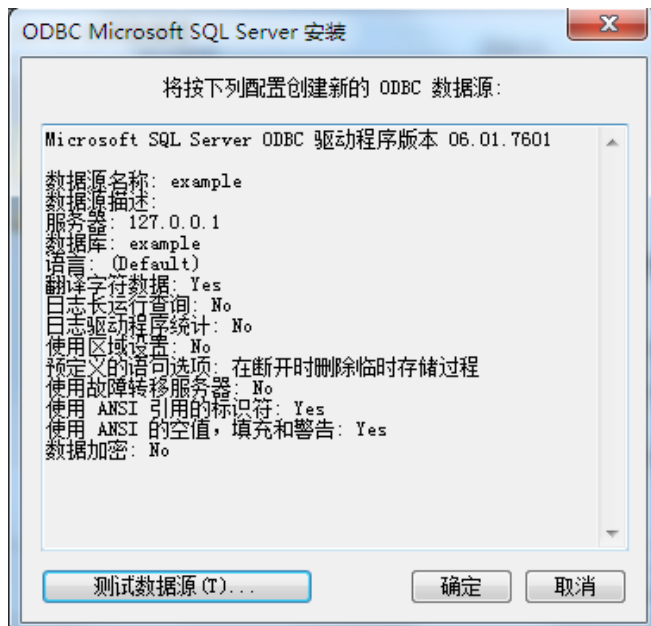 ODBC Microsoft SQL Server 安装
将按下列配置创建新的 ODBC 数据源:
Microsoft SQL Server ODBC 驱动程序版本 06.01.7601
数据源名称: example
数据源描述:
服务器: 127.0.0.1
数据库: example
语言: (Default)
翻译字符数据: Yes
日志长运行查询: No
日志驱动程序统计: No
使用区域设置: No
预定义的语句选项: 在断开时删除临时存储过程
使用故障转移服务器: No
使用 ANSI 引用的标识符: Yes
使用 ANSI 的空值，填充和警告: Yes
数据加密: No
测试数据源(T)... 确定 取消